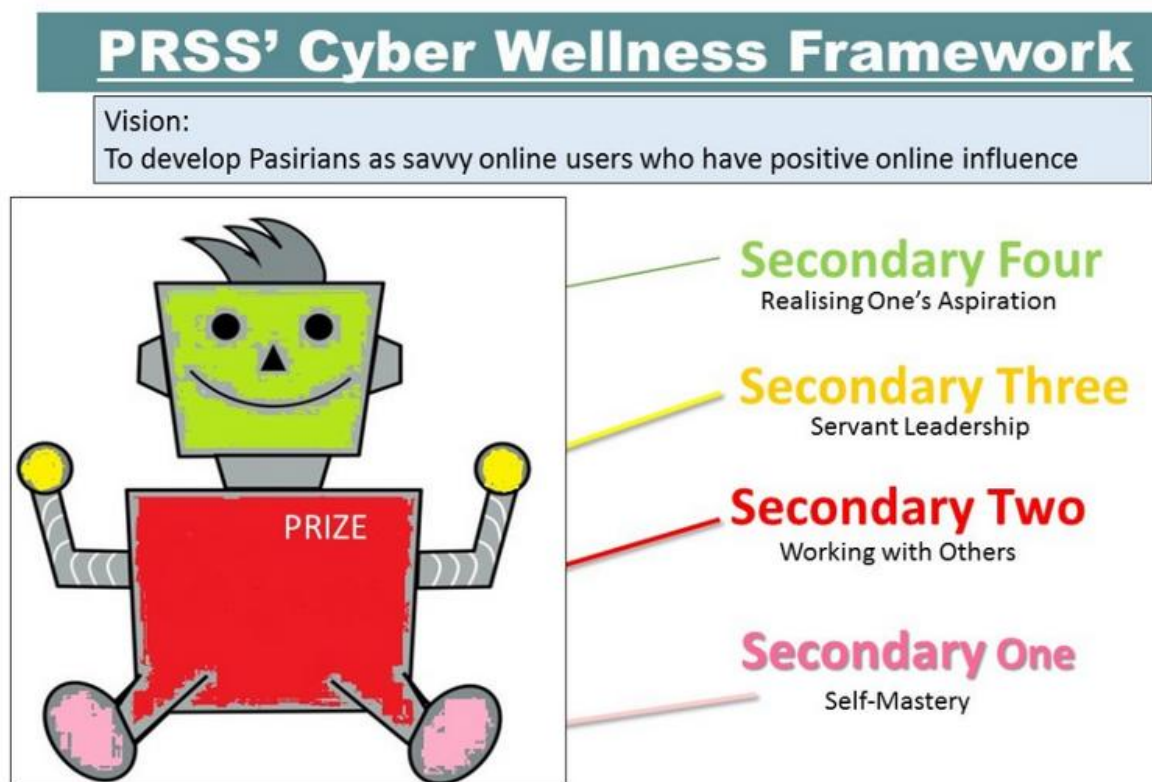 PRSS’ Cyber Wellness Framework
Vision:
To develop Pasirians as savvy online users who have positive online influence
PRIZE
Secondary Four
Realising One’s Aspiration
Secondary Three
Servant Leadership
Secondary Two
Working with Others
Secondary One
Self-Mastery